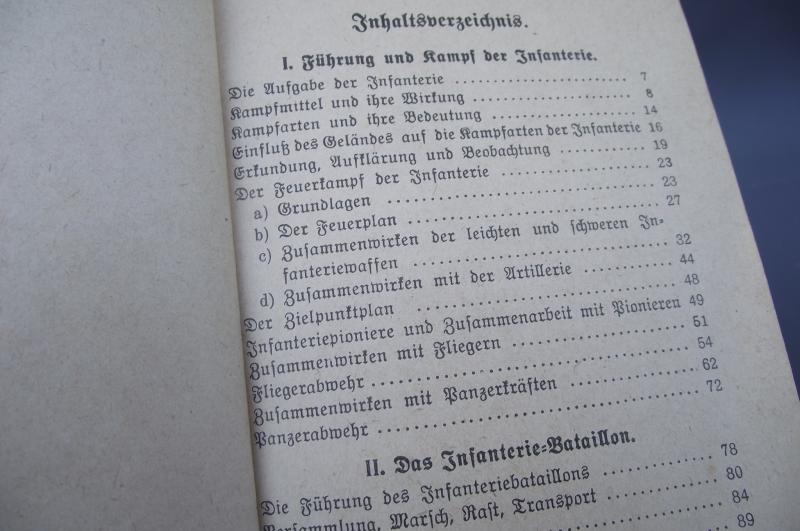 Inhaltsverzeichnis.
I. Führung und Kampf der Infanterie.
Die Aufgabe der Infanterie . . . . . . . . . . . . . . . . . . . . . . 7
Kampfmittel und ihre Wirkung . . . . . . . . . . . . . . . . . . . . 8
Kampfarten und ihre Bedeutung . . . . . . . . . . . . . . . . . . 14
Einfluß des Geländes auf die Kampfarten der Infanterie 16
Erkundung, Aufklärung und Beobachtung . . . . . . . . . . . 19
Der Feuerkampf der Infanterie . . . . . . . . . . . . . . . . . . . 23
a) Grundlagen . . . . . . . . . . . . . . . . . . . . . . . . . . . . . . 23
b) Der Feuerplan . . . . . . . . . . . . . . . . . . . . . . . . . . . . 27
c) Zusammenwirken der leichten und schweren In-
fanteriewaffen . . . . . . . . . . . . . . . . . . . . . . . . . . . . . 32
d) Zusammenwirken mit der Artillerie . . . . . . . . . . . 44
Der Zielpunktplan . . . . . . . . . . . . . . . . . . . . . . . . . . . . 48
Infanteriepioniere und Zusammenarbeit mit Pionieren 49
Zusammenwirken mit Fliegern . . . . . . . . . . . . . . . . . . . 51
Fliegerabwehr . . . . . . . . . . . . . . . . . . . . . . . . . . . . . . . 54
Zusammenwirken mit Panzerkräften . . . . . . . . . . . . . . 62
Panzerabwehr . . . . . . . . . . . . . . . . . . . . . . . . . . . . . . . 72
II. Das Infanterie-Bataillon.
Die Führung des Infanteriebataillons . . . . . . . . . . . . . . 78
Versammlung, Marsch, Rast, Transport . . . . . . . . . . . . 80
84
89